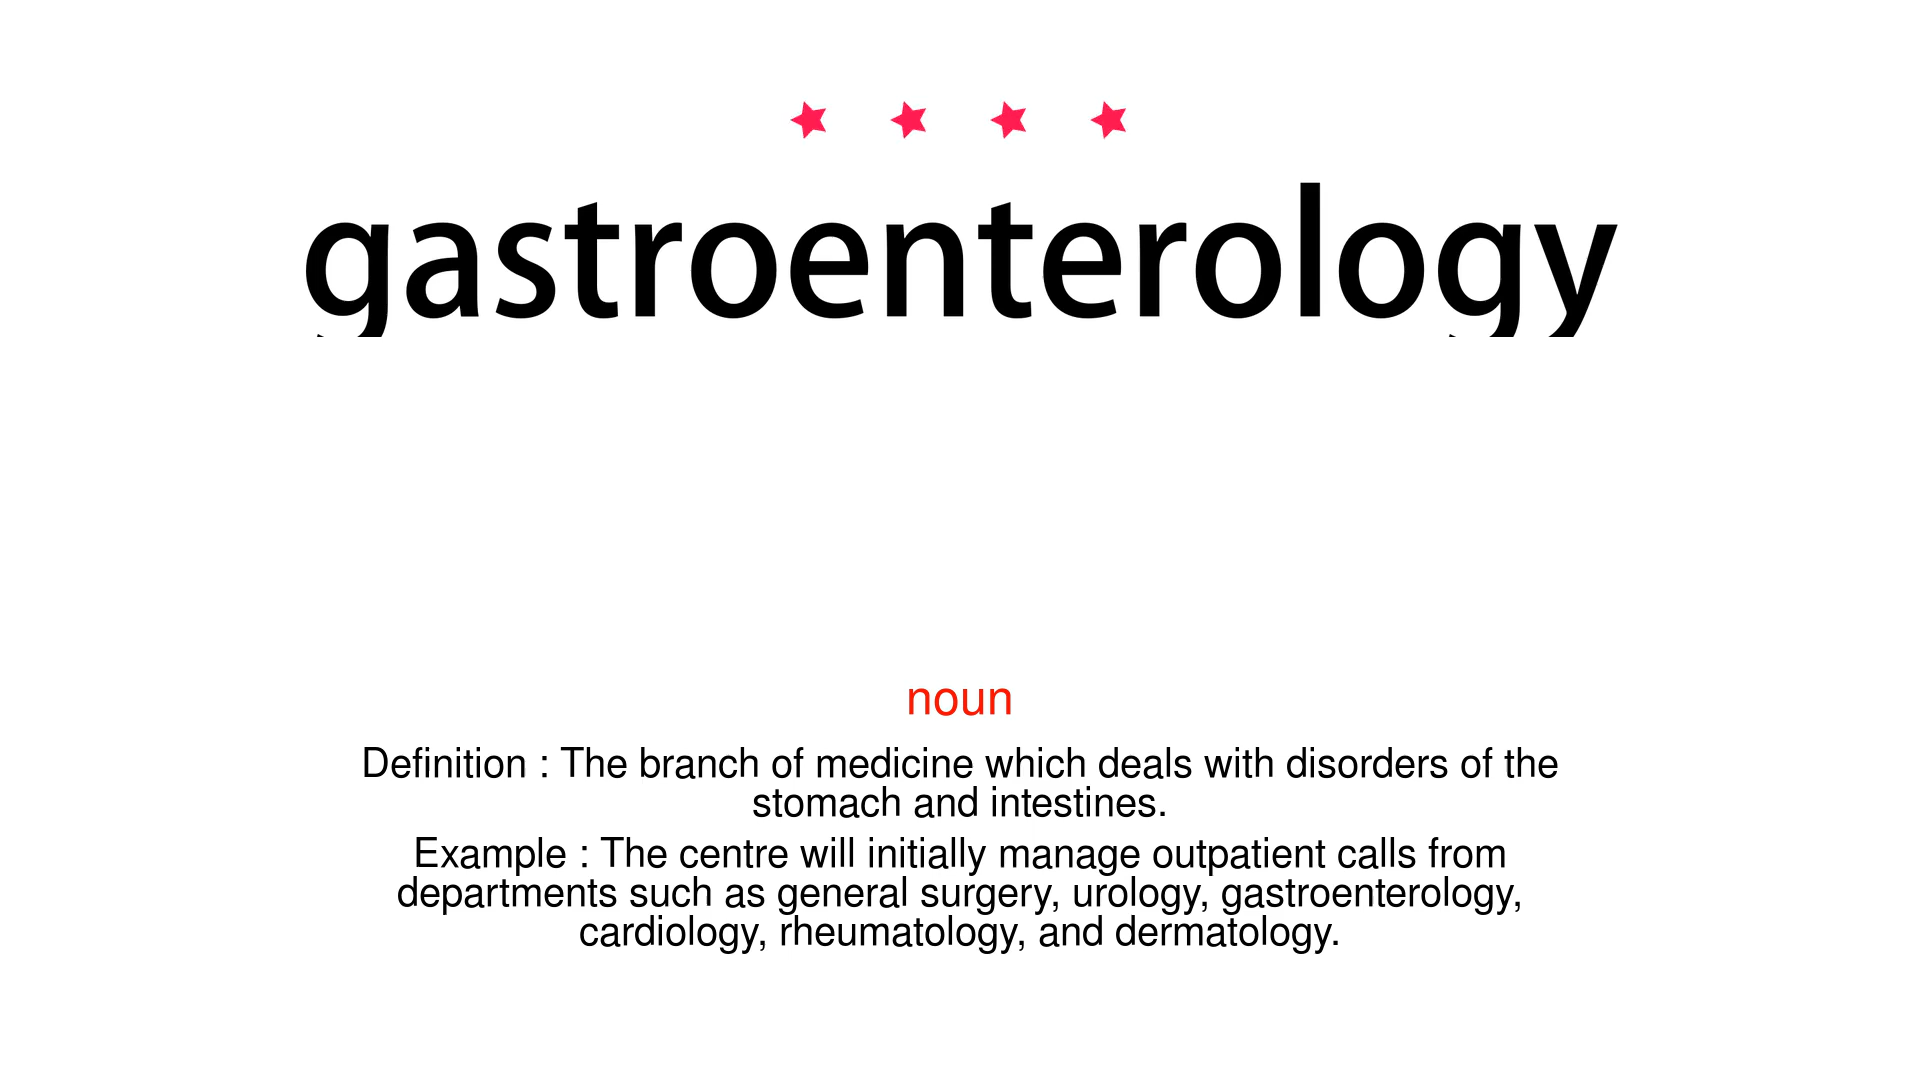 gastroenterology
noun
Definition : The branch of medicine which deals with disorders of the
stomach and intestines.
Example : The centre will initially manage outpatient calls from
departments such as general surgery, urology, gastroenterology,
cardiology, rheumatology, and dermatology.